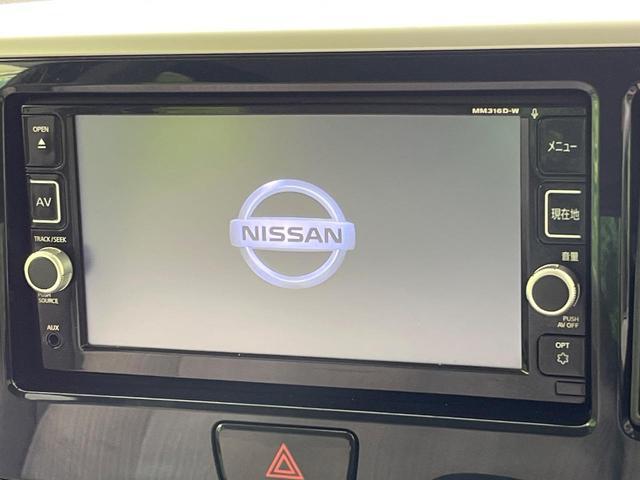 MM316D-W
OPEN
メニュー
AV
現在地
TRACK/SEEK
音量
NISSAN
PUSH
SOURCE
PUSH
AV OFF
AUX
OPT